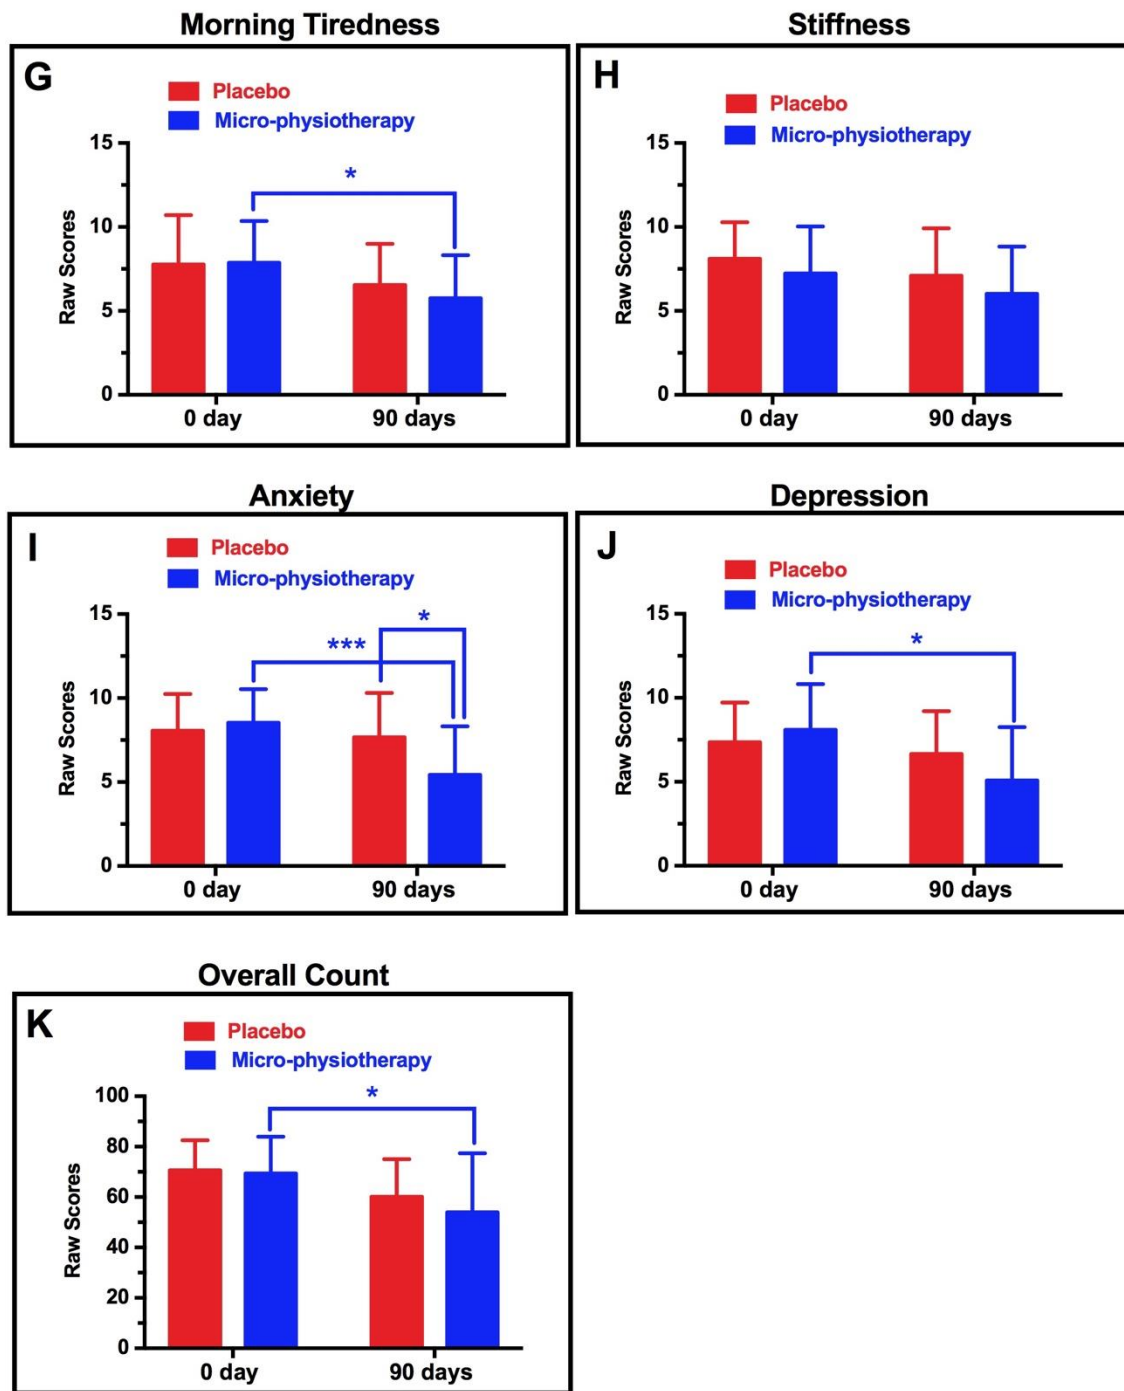 Morning Tiredness
G
Placebo
Micro-physiotherapy
15
10
5
0
Raw Scores
*
0 day
90 days
Stiffness
H
Placebo
Micro-physiotherapy
15
10
5
0
Raw Scores
0 day
90 days
Anxiety
I
Placebo
Micro-physiotherapy
15
10
5
0
Raw Scores
***
*
0 day
90 days
Depression
J
Placebo
Micro-physiotherapy
15
10
5
0
Raw Scores
*
0 day
90 days
Overall Count
K
Placebo
Micro-physiotherapy
100
80
60
40
20
0
Raw Scores
*
0 day
90 days